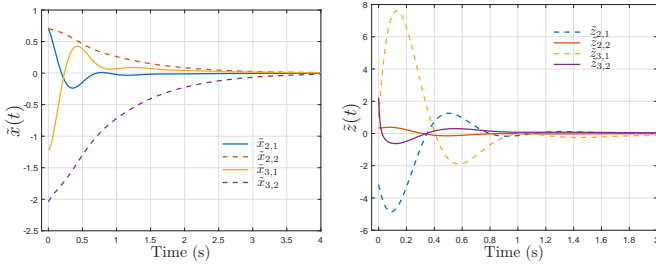 1
0.5
0
-0.5
-1
-1.5
-2
-2.5
0 0.5 1 1.5 2 2.5 3 3.5 4
x̃(t)
Time (s)
x̃2,1
x̃2,2
x̃3,1
x̃3,2
8
6
4
2
0
-2
-4
-6
0 0.2 0.4 0.6 0.8 1 1.2 1.4 1.6 1.8 2
z̃(t)
Time (s)
z̃2,1
z̃2,2
z̃3,1
z̃3,2